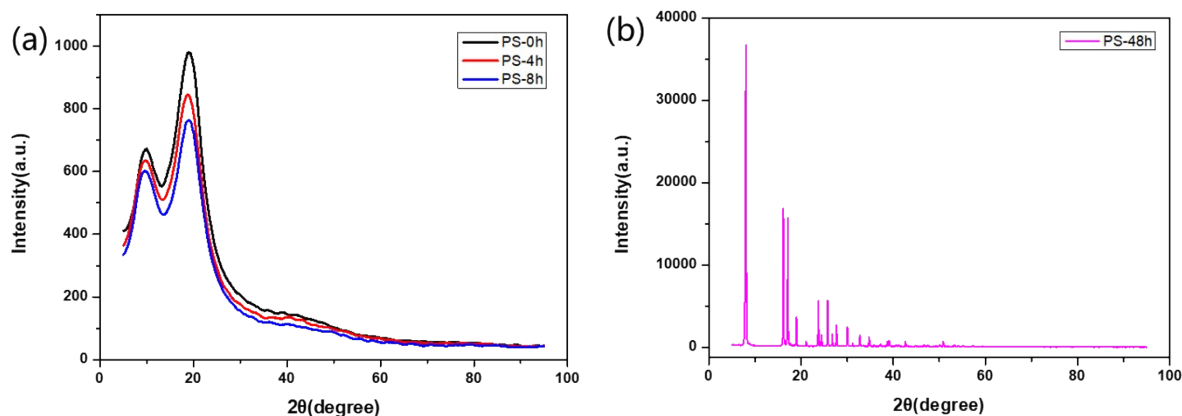 (a)
1000
800
600
400
200
0
Intensity(a.u.)
PS-0h
PS-4h
PS-8h
0 20 40 60 80 100
2θ(degree)
(b)
40000
30000
20000
10000
0
Intensity(a.u.)
PS-48h
0 20 40 60 80 100
2θ(degree)